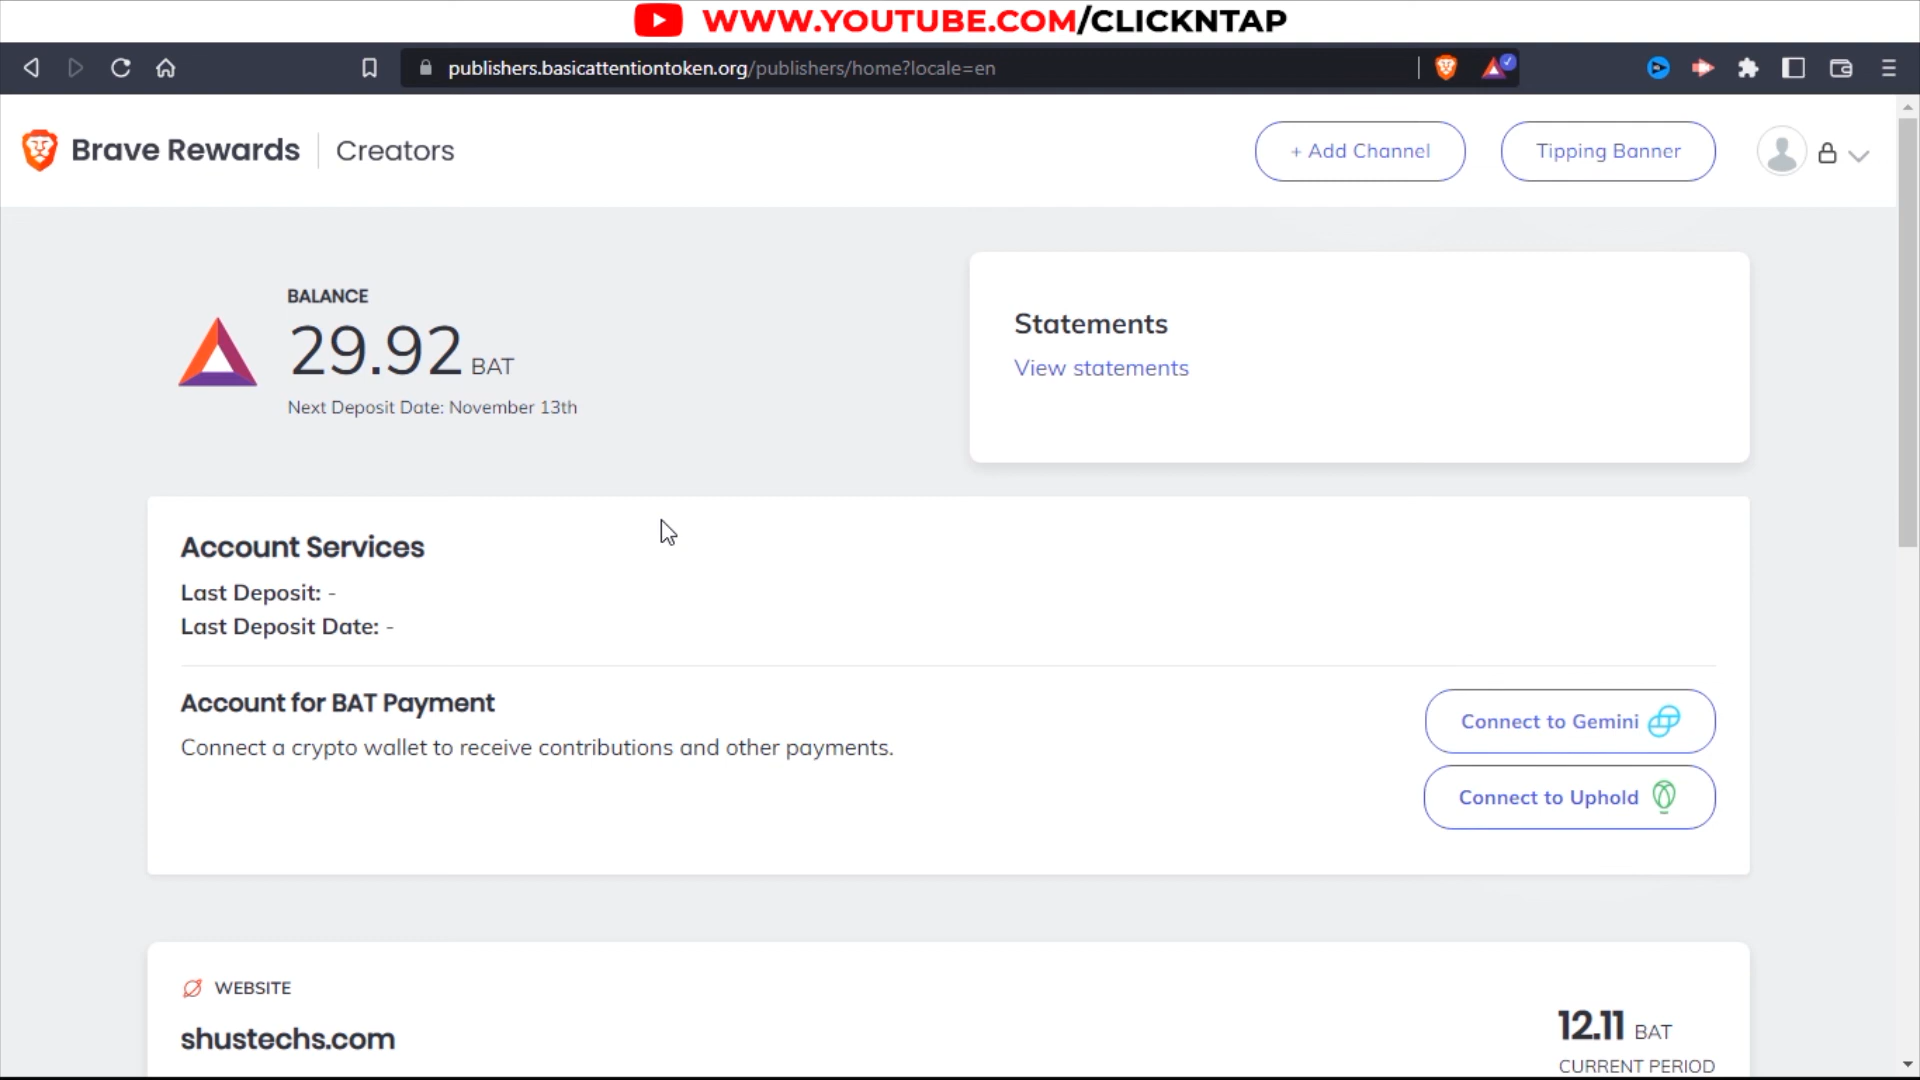 WWW.YOUTUBE.COM/CLICKNTAP
publishers.basicattentiontoken.org/publishers/home?locale=en
Brave Rewards | Creators
+ Add Channel
Tipping Banner
BALANCE
29.92 BAT
Next Deposit Date: November 13th
Statements
View statements
Account Services
Last Deposit: -
Last Deposit Date: -
Account for BAT Payment
Connect a crypto wallet to receive contributions and other payments.
Connect to Gemini
Connect to Uphold
WEBSITE
shustechs.com
12.11 BAT
CURRENT PERIOD